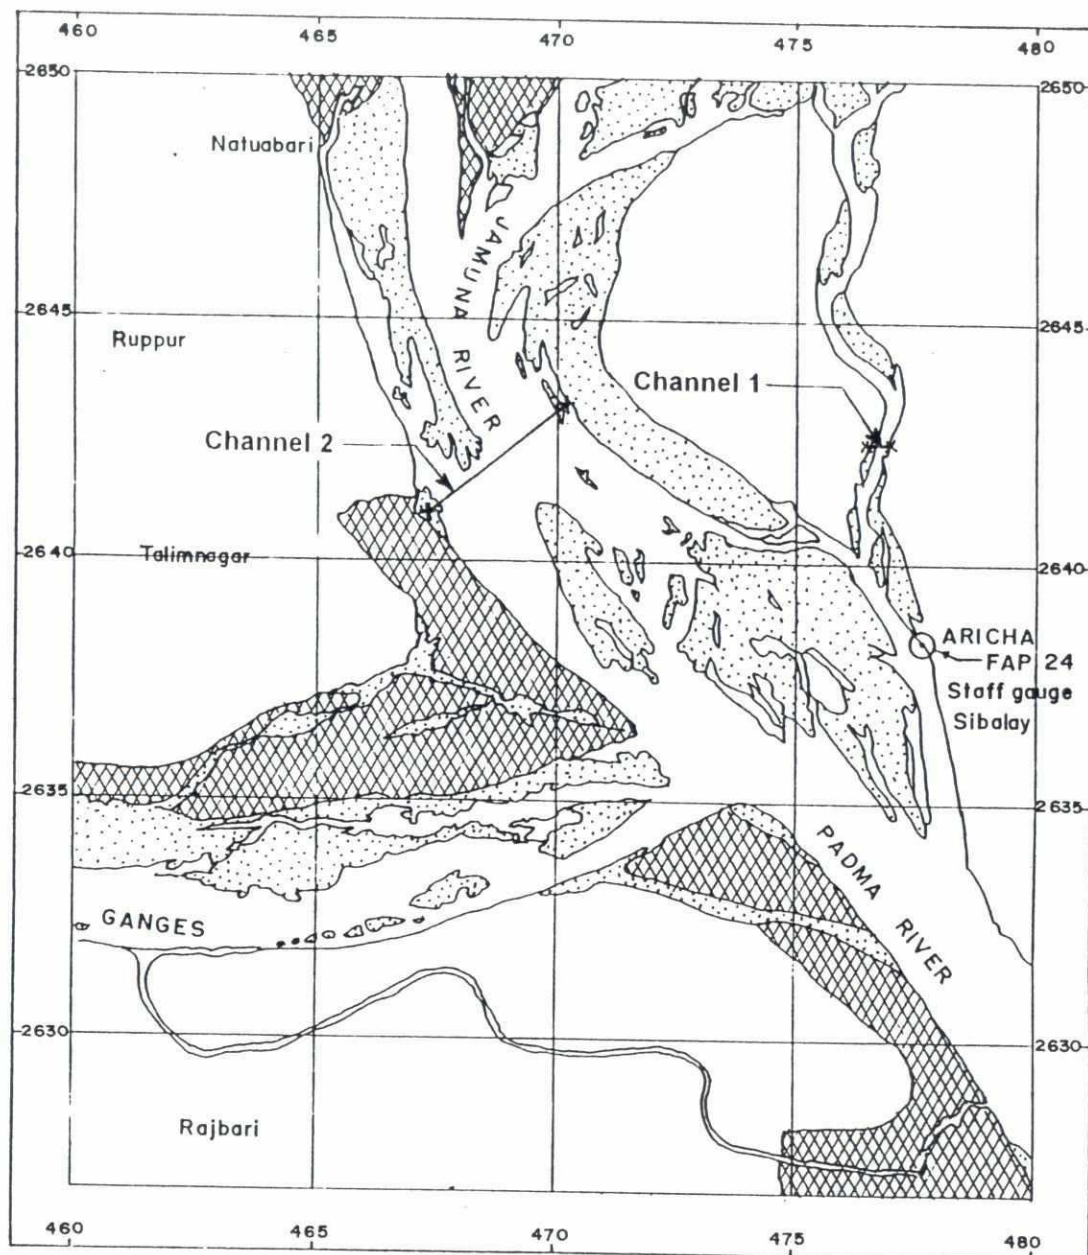 460 465 470 475 480
2650 2650
Natuabari
JAMUNA RIVER
2645 2645
Ruppur
Channel 1
Channel 2
2640 2640
Talimnagar
ARICHA
FAP 24
Staff gauge
Sibalay
2635 2635
PADMA RIVER
GANGES
2630 2630
Rajbari
460 465 470 475 480